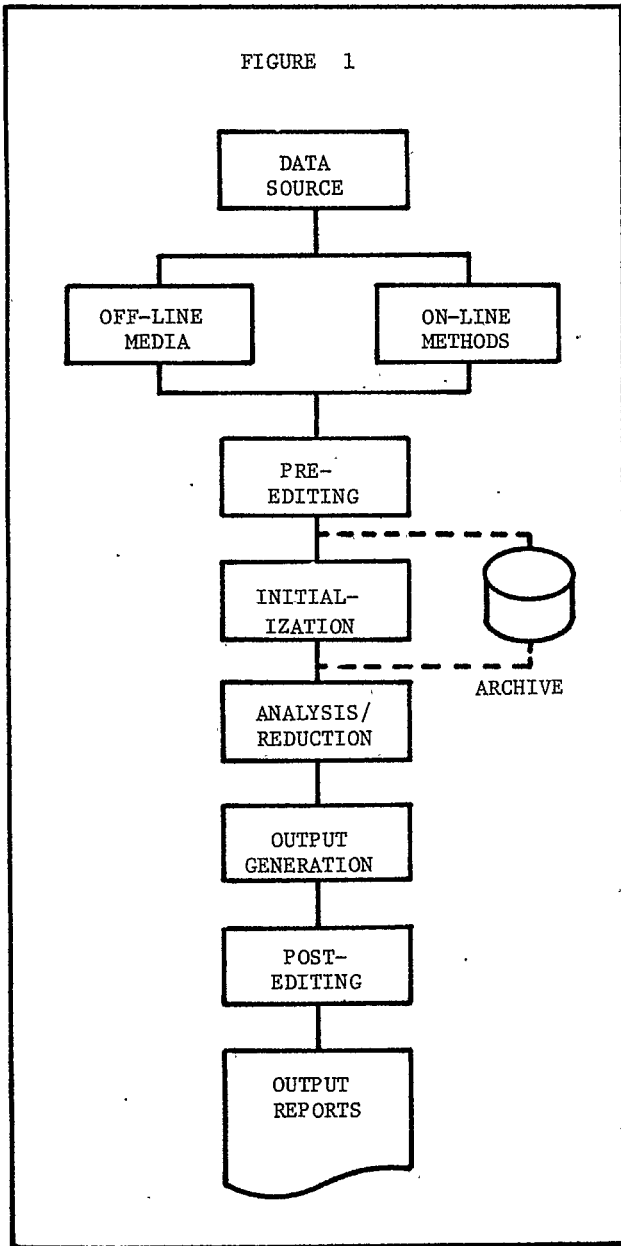 FIGURE 1
DATA
SOURCE
OFF-LINE
MEDIA
ON-LINE
METHODS
PRE-
EDITING
INITIAL-
IZATION
ARCHIVE
ANALYSIS/
REDUCTION
OUTPUT
GENERATION
POST-
EDITING
OUTPUT
REPORTS